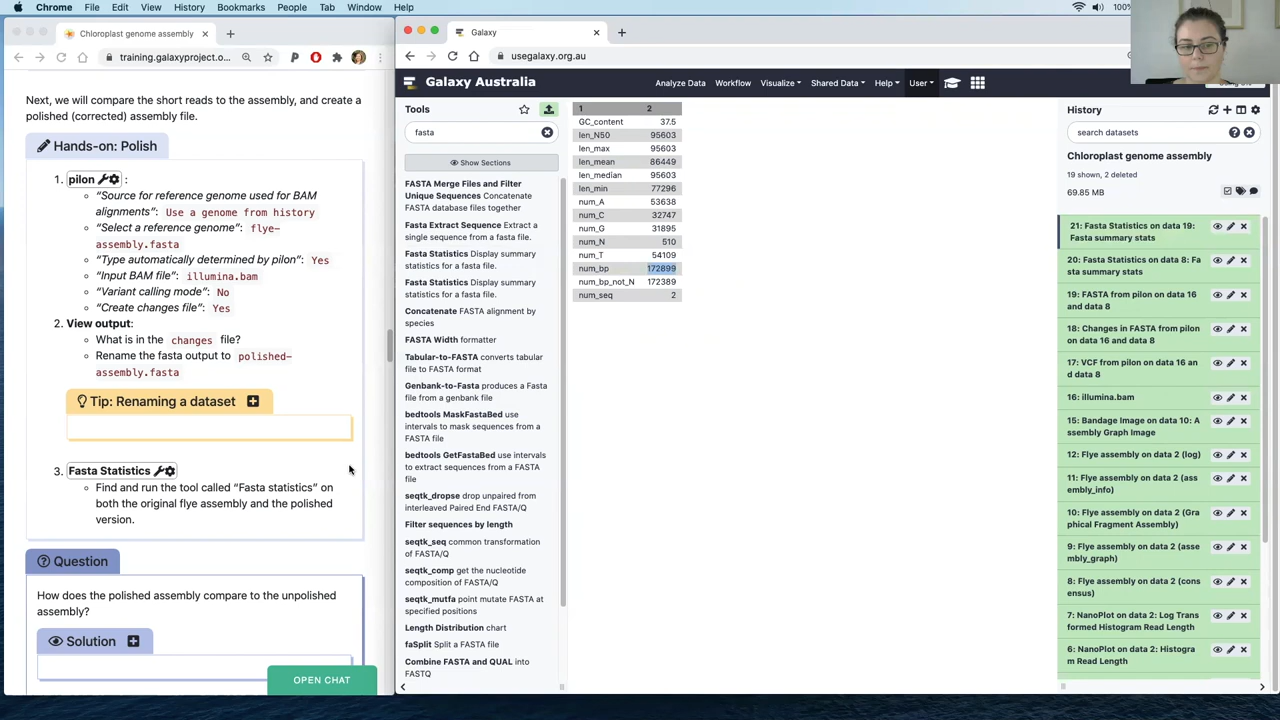 Chrome File Edit View History Bookmarks People Tab Window Help 100%
Chloroplast genome assembly
training.galaxyproject.o...
Next, we will compare the short reads to the assembly, and create a
polished (corrected) assembly file.
Hands-on: Polish
1. pilon :
"Source for reference genome used for BAM
alignments": Use a genome from history
"Select a reference genome": flye-
assembly.fasta
"Type automatically determined by pilon": Yes
"Input BAM file": illumina.bam
"Variant calling mode": No
"Create changes file": Yes
2. View output:
What is in the changes file?
Rename the fasta output to polished-
assembly.fasta
Tip: Renaming a dataset
3. Fasta Statistics
Find and run the tool called "Fasta statistics" on
both the original flye assembly and the polished
version.
Question
How does the polished assembly compare to the unpolished
assembly?
Solution
OPEN CHAT
Galaxy
usegalaxy.org.au
Galaxy Australia
Analyze Data Workflow Visualize Shared Data Help User
Tools
fasta
Show Sections
FASTA Merge Files and Filter
Unique Sequences Concatenate
FASTA database files together
Fasta Extract Sequence Extract a
single sequence from a fasta file.
Fasta Statistics Display summary
statistics for a fasta file.
Fasta Statistics Display summary
statistics for a fasta file.
Concatenate FASTA alignment by
species
FASTA Width formatter
Tabular-to-FASTA converts tabular
file to FASTA format
Genbank-to-Fasta produces a Fasta
file from a genbank file
bedtools MaskFastaBed use
intervals to mask sequences from a
FASTA file
bedtools GetFastaBed use intervals
to extract sequences from a FASTA
file
seqtk_dropse drop unpaired from
interleaved Paired End FASTA/Q
Filter sequences by length
seqtk_seq common transformation
of FASTA/Q
seqtk_comp get the nucleotide
composition of FASTA/Q
seqtk_mutfa point mutate FASTA at
specified positions
Length Distribution chart
faSplit Split a FASTA file
Combine FASTA and QUAL into
FASTQ
1 2
GC_content 37.5
len_N50 95603
len_max 95603
len_mean 86449
len_median 95603
len_min 77296
num_A 53638
num_C 32747
num_G 31895
num_N 510
num_T 54109
num_bp 172899
num_bp_not_N 172389
num_seq 2
History
search datasets
Chloroplast genome assembly
19 shown, 2 deleted
69.85 MB
21: Fasta Statistics on data 19:
Fasta summary stats
20: Fasta Statistics on data 8: Fa
sta summary stats
19: FASTA from pilon on data 16
and data 8
18: Changes in FASTA from pilon
on data 16 and data 8
17: VCF from pilon on data 16 an
d data 8
16: illumina.bam
15: Bandage Image on data 10: A
ssembly Graph Image
12: Flye assembly on data 2 (log)
11: Flye assembly on data 2 (ass
embly_info)
10: Flye assembly on data 2 (Gra
phical Fragment Assembly)
9: Flye assembly on data 2 (asse
mbly_graph)
8: Flye assembly on data 2 (cons
ensus)
7: NanoPlot on data 2: Log Trans
formed Histogram Read Length
6: NanoPlot on data 2: Histogra
m Read Length